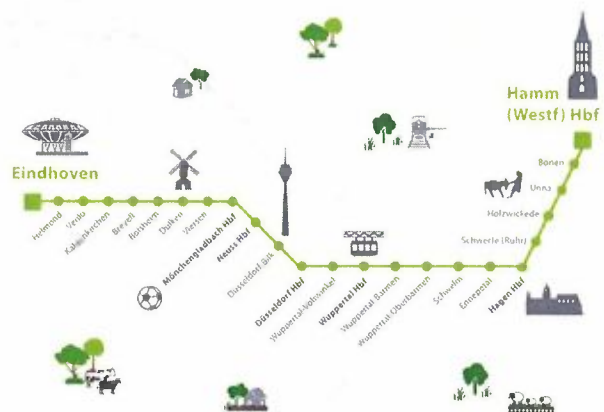 Eindhoven
Helmond
Venlo
Kaldenkirchen
Breyell
Boisheim
Dülken
Viersen
Mönchengladbach Hbf
Neuss Hbf
Düsseldorf-Bilk
Düsseldorf Hbf
Wuppertal-Vohwinkel
Wuppertal Hbf
Wuppertal-Barmen
Wuppertal-Oberbarmen
Schwelm
Ennepetal
Hagen Hbf
Schwerte (Ruhr)
Holzwickede
Unna
Bönen
Hamm
(Westf) Hbf